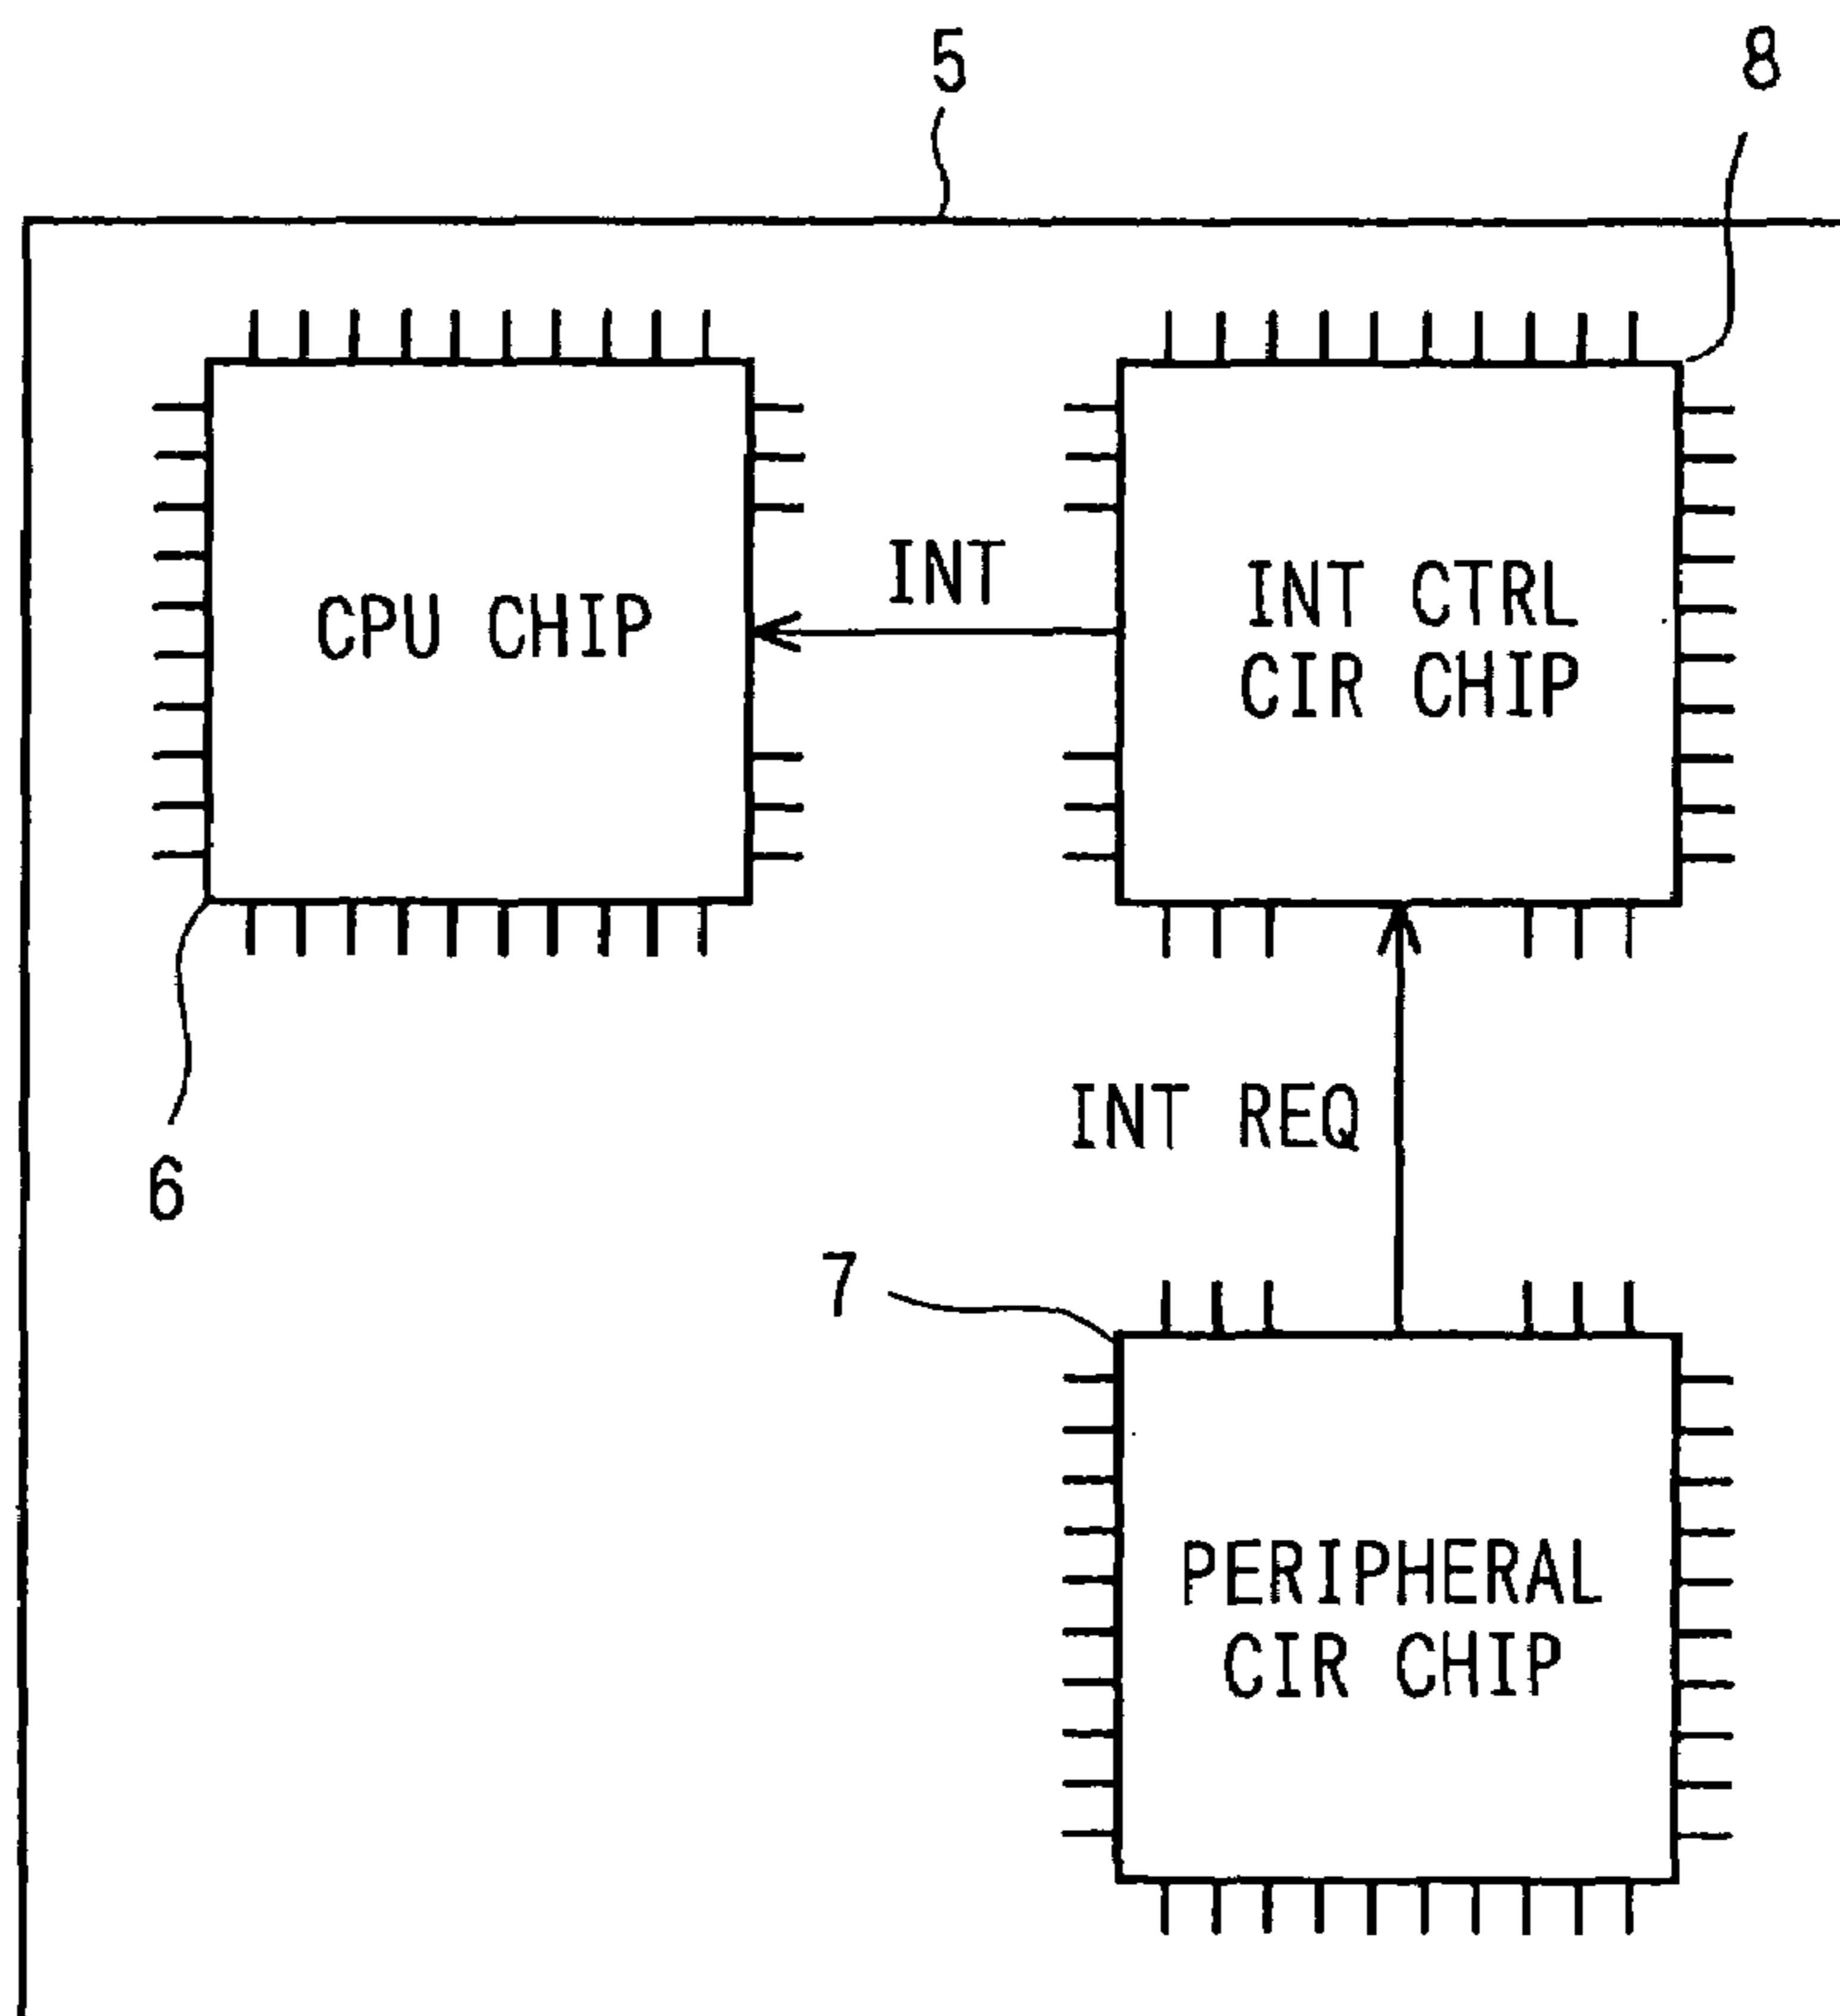 5
8
CPU CHIP
INT
INT CTRL
CIR CHIP
6
INT REQ
7
PERIPHERAL
CIR CHIP